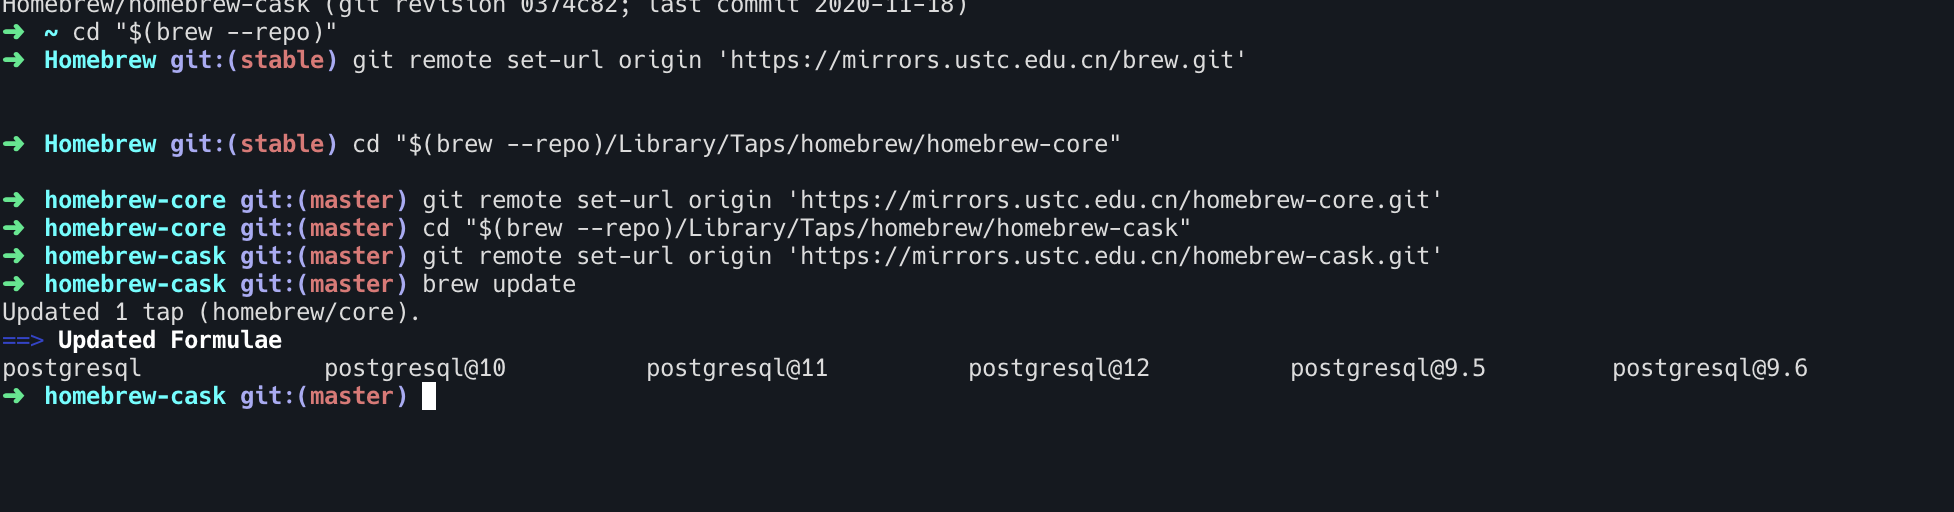 Homebrew/homebrew-cask (git revision 0374c82; last commit 2020-11-18)
➜ ~ cd "$(brew --repo)"
➜ Homebrew git:(stable) git remote set-url origin 'https://mirrors.ustc.edu.cn/brew.git'
➜ Homebrew git:(stable) cd "$(brew --repo)/Library/Taps/homebrew/homebrew-core"
➜ homebrew-core git:(master) git remote set-url origin 'https://mirrors.ustc.edu.cn/homebrew-core.git'
➜ homebrew-core git:(master) cd "$(brew --repo)/Library/Taps/homebrew/homebrew-cask"
➜ homebrew-cask git:(master) git remote set-url origin 'https://mirrors.ustc.edu.cn/homebrew-cask.git'
➜ homebrew-cask git:(master) brew update
Updated 1 tap (homebrew/core).
==> Updated Formulae
postgresql postgresql@10 postgresql@11 postgresql@12 postgresql@9.5 postgresql@9.6
➜ homebrew-cask git:(master)